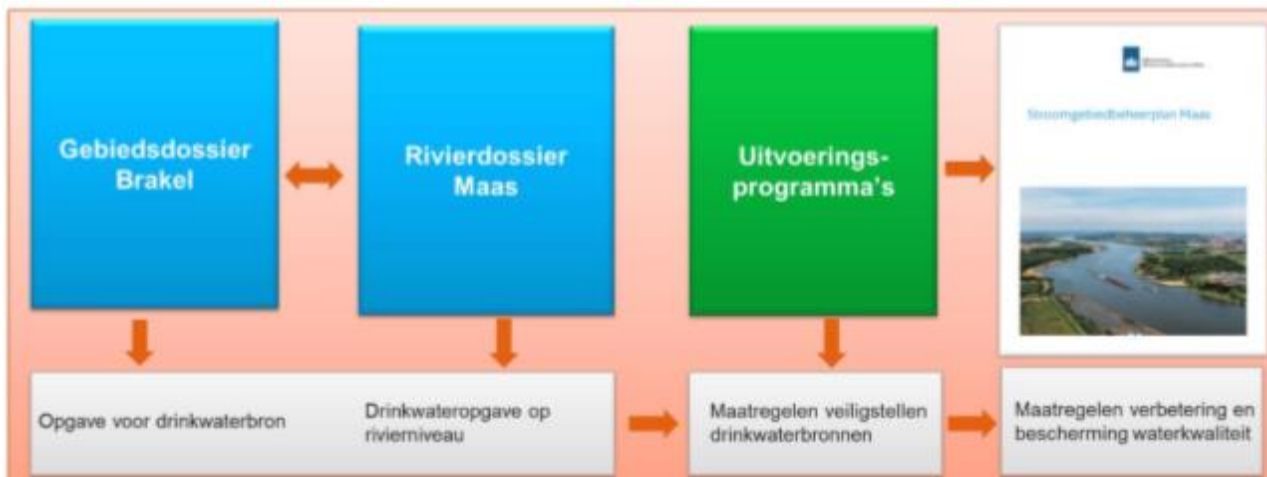 Gebiedsdossier
Brakel
Rivierdossier
Maas
Uitvoerings-
programma's
Stroomgebiedbeheerplan Maas
Opgave voor drinkwaterbron
Drinkwateropgave op
rivierniveau
Maatregelen veiligstellen
drinkwaterbronnen
Maatregelen verbetering en
bescherming waterkwaliteit